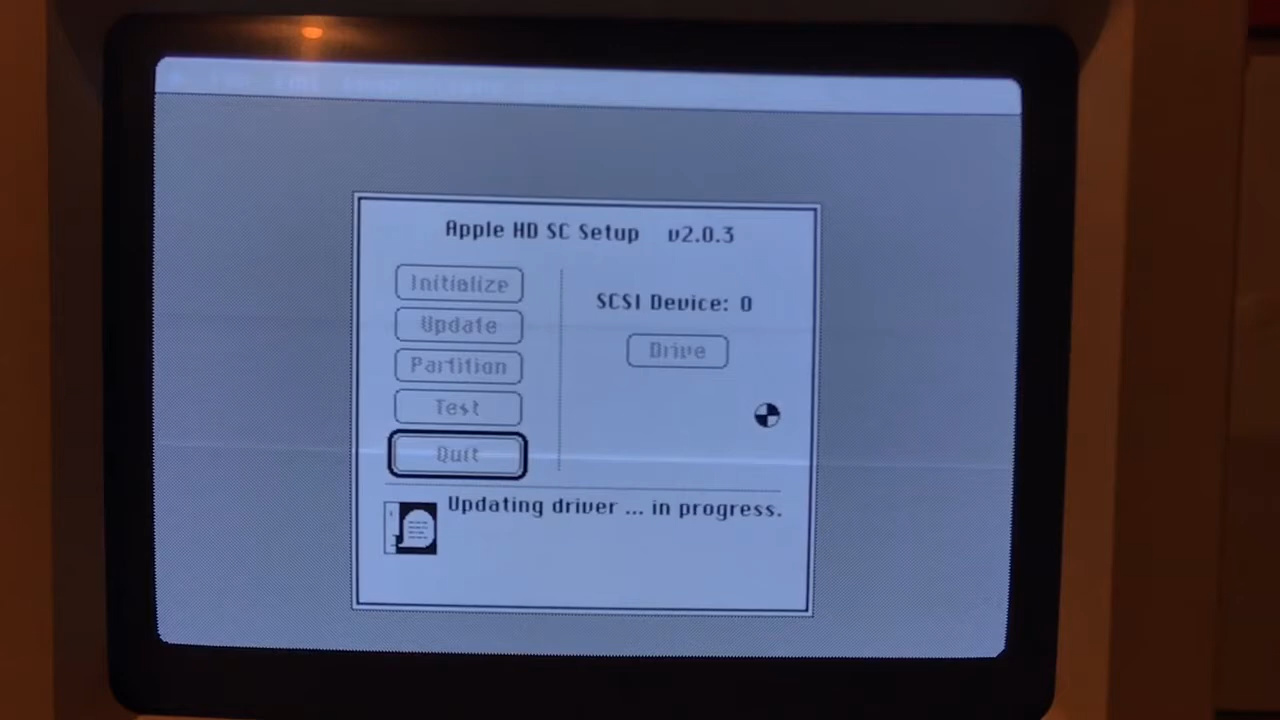 Apple HD SC Setup v2.0.3
Initialize
Update
Partition
Test
Quit
SCSI Device: 0
Drive
Updating driver ... in progress.